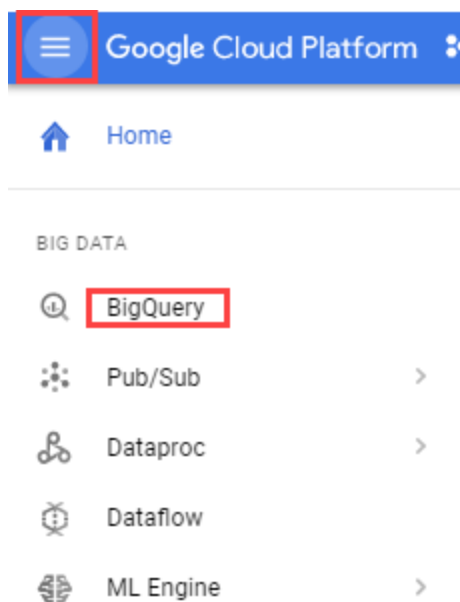 Google Cloud Platform
Home
BIG DATA
BigQuery
Pub/Sub
Dataproc
Dataflow
ML Engine